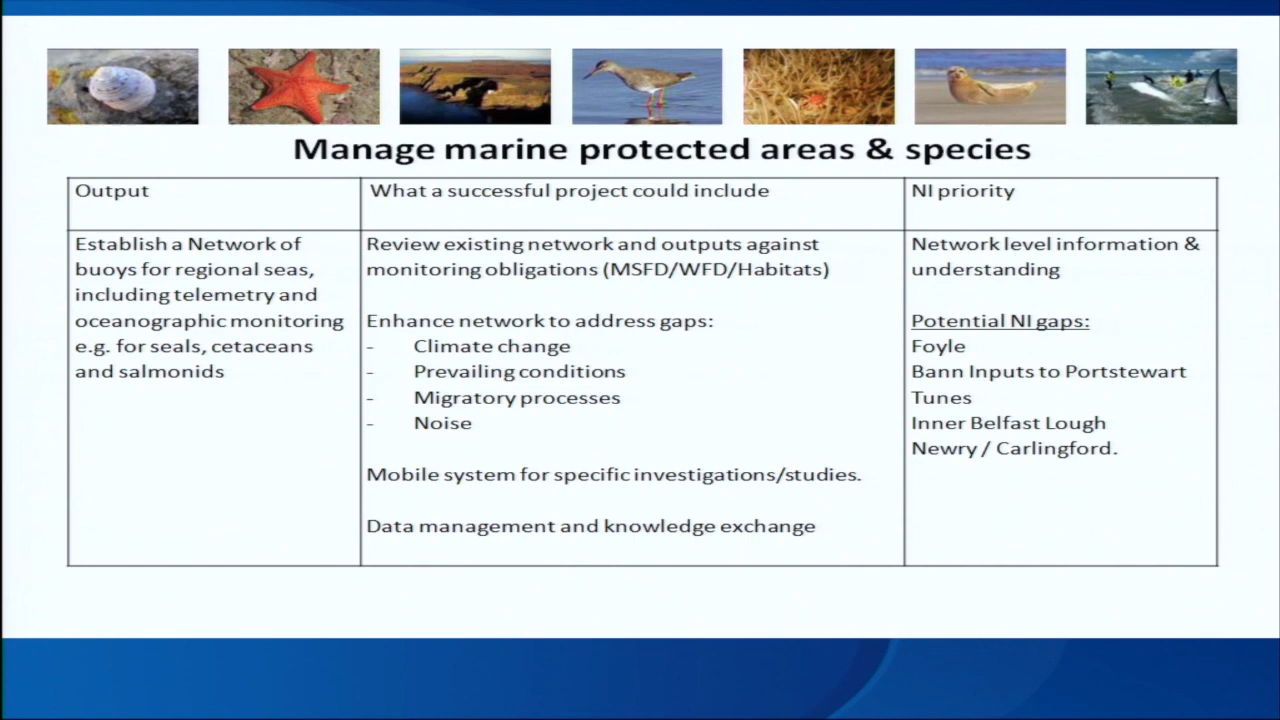 Manage marine protected areas & species
Output
What a successful project could include
NI priority
Establish a Network of
buoys for regional seas,
including telemetry and
oceanographic monitoring
e.g. for seals, cetaceans
and salmonids
Review existing network and outputs against
monitoring obligations (MSFD/WFD/Habitats)
Enhance network to address gaps:
- Climate change
- Prevailing conditions
- Migratory processes
- Noise
Mobile system for specific investigations/studies.
Data management and knowledge exchange
Network level information &
understanding
Potential NI gaps:
Foyle
Bann Inputs to Portstewart
Tunes
Inner Belfast Lough
Newry / Carlingford.